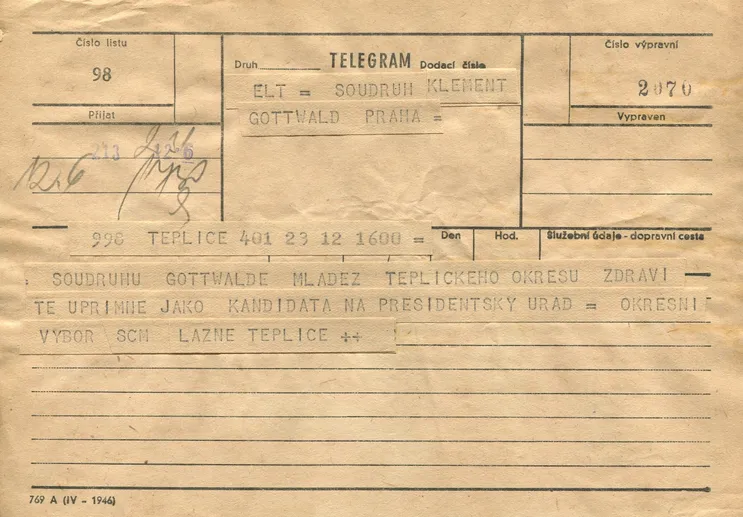 Číslo listu
98
Přijat
213 12 6
12.6
Druh TELEGRAM Dodací číslo
ELT = SOUDRUH KLEMENT
GOTTWALD PRAHA =
Číslo výpravní
2070
Vypraven
998 TEPLICE 401 23 12 1600 =
Den
Hod.
Služební údaje - dopravní cesta
SOUDRUHU GOTTWALDE MLADEZ TEPLICKEHO OKRESU ZDRAVI
TE UPRIMNE JAKO KANDIDATA NA PRESIDENTSKY URAD = OKRESNI
VYBOR SCM LAZNE TEPLICE ++
769 A (IV - 1946)